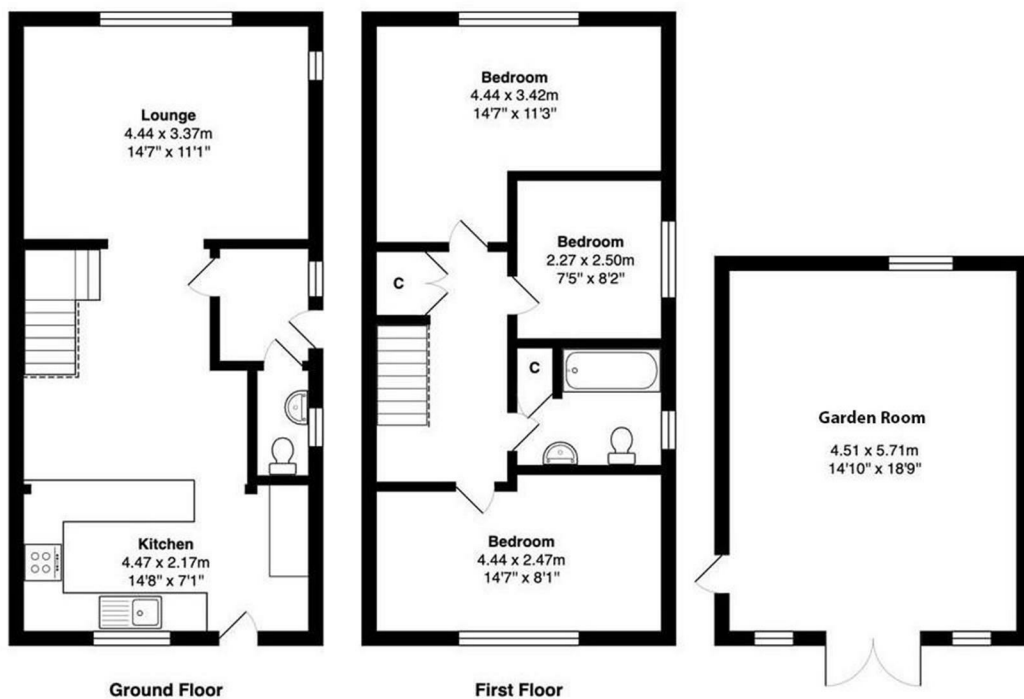 Lounge
4.44 x 3.37m
14'7" x 11'1"
Kitchen
4.47 x 2.17m
14'8" x 7'1"
Ground Floor
Bedroom
4.44 x 3.42m
14'7" x 11'3"
Bedroom
2.27 x 2.50m
7'5" x 8'2"
C
C
Bedroom
4.44 x 2.47m
14'7" x 8'1"
First Floor
Garden Room
4.51 x 5.71m
14'10" x 18'9"